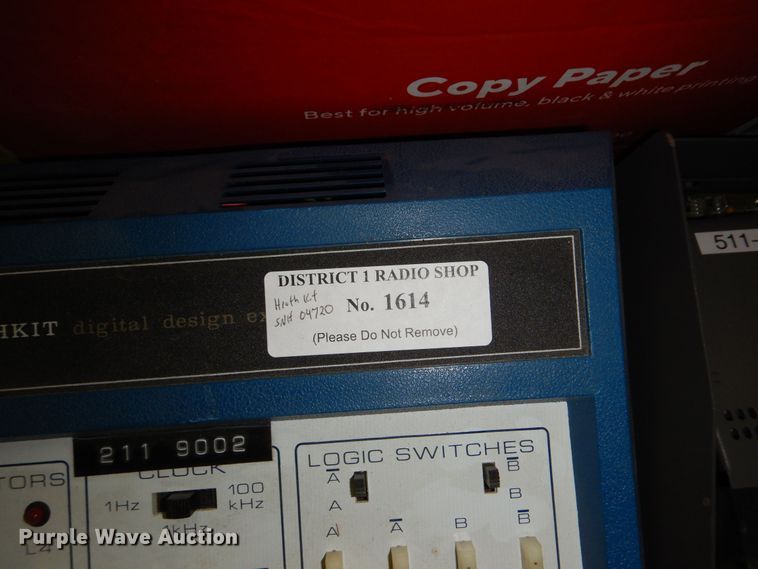 Copy Paper
Best for high volume, black & white printing
511-
DISTRICT 1 RADIO SHOP
Heath Kit
SN# 04720
No. 1614
(Please Do Not Remove)
HKIT digital design ex
211 9002
TORS
CLOCK
LOGIC SWITCHES
A B
1Hz 100 kHz
A B
1kHz
A A B B
L4
Purple Wave Auction